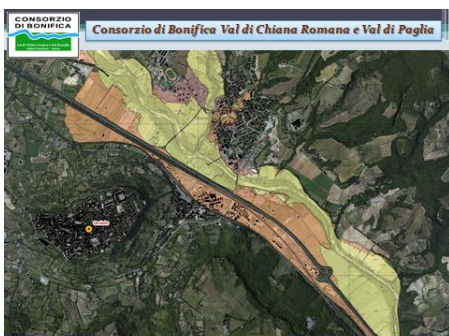 CONSORZIO
DI BONIFICA
Consorzio di Bonifica Val di Chiana Romana e Val di Paglia